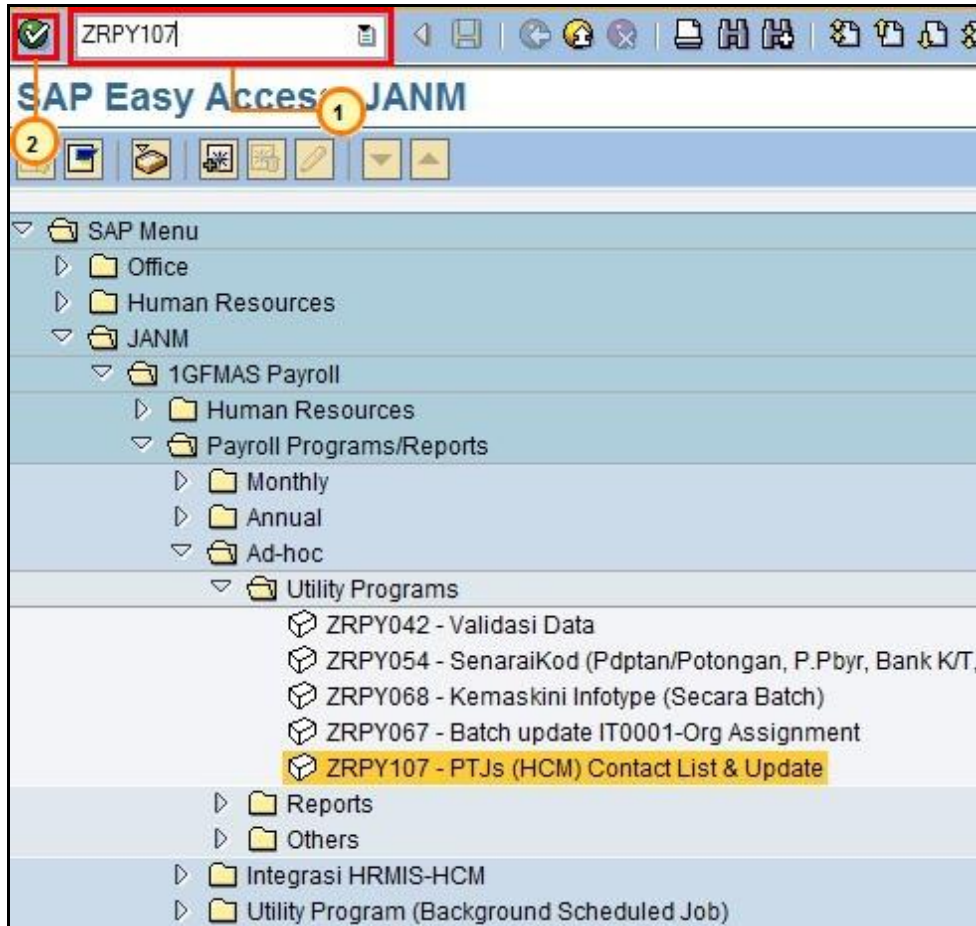 ZRPY107
SAP Easy Access JANM
1
2
SAP Menu
Office
Human Resources
JANM
1GFMAS Payroll
Human Resources
Payroll Programs/Reports
Monthly
Annual
Ad-hoc
Utility Programs
ZRPY042 - Validasi Data
ZRPY054 - SenaraiKod (Pdptan/Potongan, P.Pbyr, Bank K/T,
ZRPY068 - Kemaskini Infotype (Secara Batch)
ZRPY067 - Batch update IT0001-Org Assignment
ZRPY107 - PTJs (HCM) Contact List & Update
Reports
Others
Integrasi HRMIS-HCM
Utility Program (Background Scheduled Job)